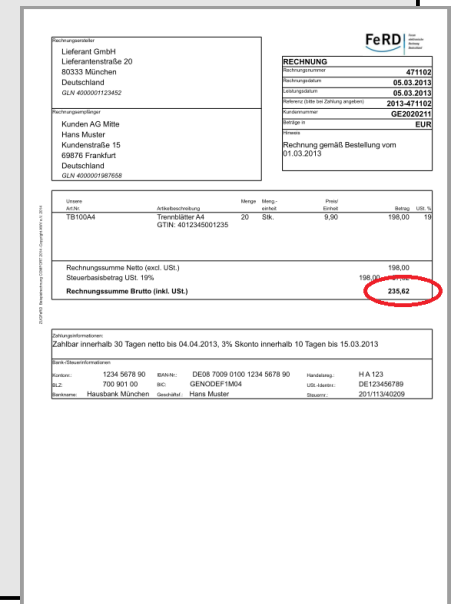 FeRD
Rechnungsersteller
Lieferant GmbH
Lieferantenstraße 20
80333 München
Deutschland
GLN 4000001123452
RECHNUNG
Rechnungsnummer 471102
Rechnungsdatum 05.03.2013
Leistungsdatum 05.03.2013
Referenz (bitte bei Zahlung angeben) 2013-471102
Kundennummer GE2020211
Beträge in EUR
Hinweis
Rechnung gemäß Bestellung vom
01.03.2013
Rechnungsempfänger
Kunden AG Mitte
Hans Muster
Kundenstraße 15
69876 Frankfurt
Deutschland
GLN 4000001987658
Unsere Menge Meng.- Preis/
Art.Nr. Artikelbeschreibung einheit Einheit Betrag USt. %
TB100A4 Trennblätter A4 20 Stk. 9,90 198,00 19
GTIN: 4012345001235
Rechnungssumme Netto (excl. USt.) 198,00
Steuerbasisbetrag USt. 19% 198,00
Rechnungssumme Brutto (inkl. USt.) 235,62
Zahlungsinformationen:
Zahlbar innerhalb 30 Tagen netto bis 04.04.2013, 3% Skonto innerhalb 10 Tagen bis 15.03.2013
Bank-/Steuerinformationen
Kontonr.: 1234 5678 90 IBAN-Nr.: DE08 7009 0100 1234 5678 90 Handelsreg.: H A 123
BLZ: 700 901 00 BIC: GENODEF1M04 USt.-Identnr.: DE123456789
Bankname: Hausbank München Geschäftsf.: Hans Muster Steuernr.: 201/113/40209